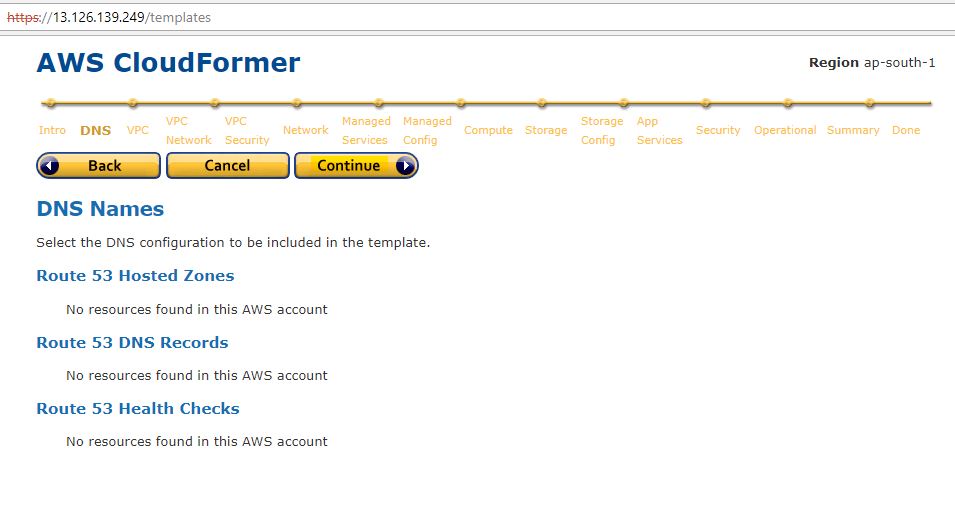 https://13.126.139.249/templates
AWS CloudFormer
Region ap-south-1
Intro DNS VPC VPC Network VPC Security Network Managed Services Managed Config Compute Storage Storage Config App Services Security Operational Summary Done
Back Cancel Continue
DNS Names
Select the DNS configuration to be included in the template.
Route 53 Hosted Zones
No resources found in this AWS account
Route 53 DNS Records
No resources found in this AWS account
Route 53 Health Checks
No resources found in this AWS account